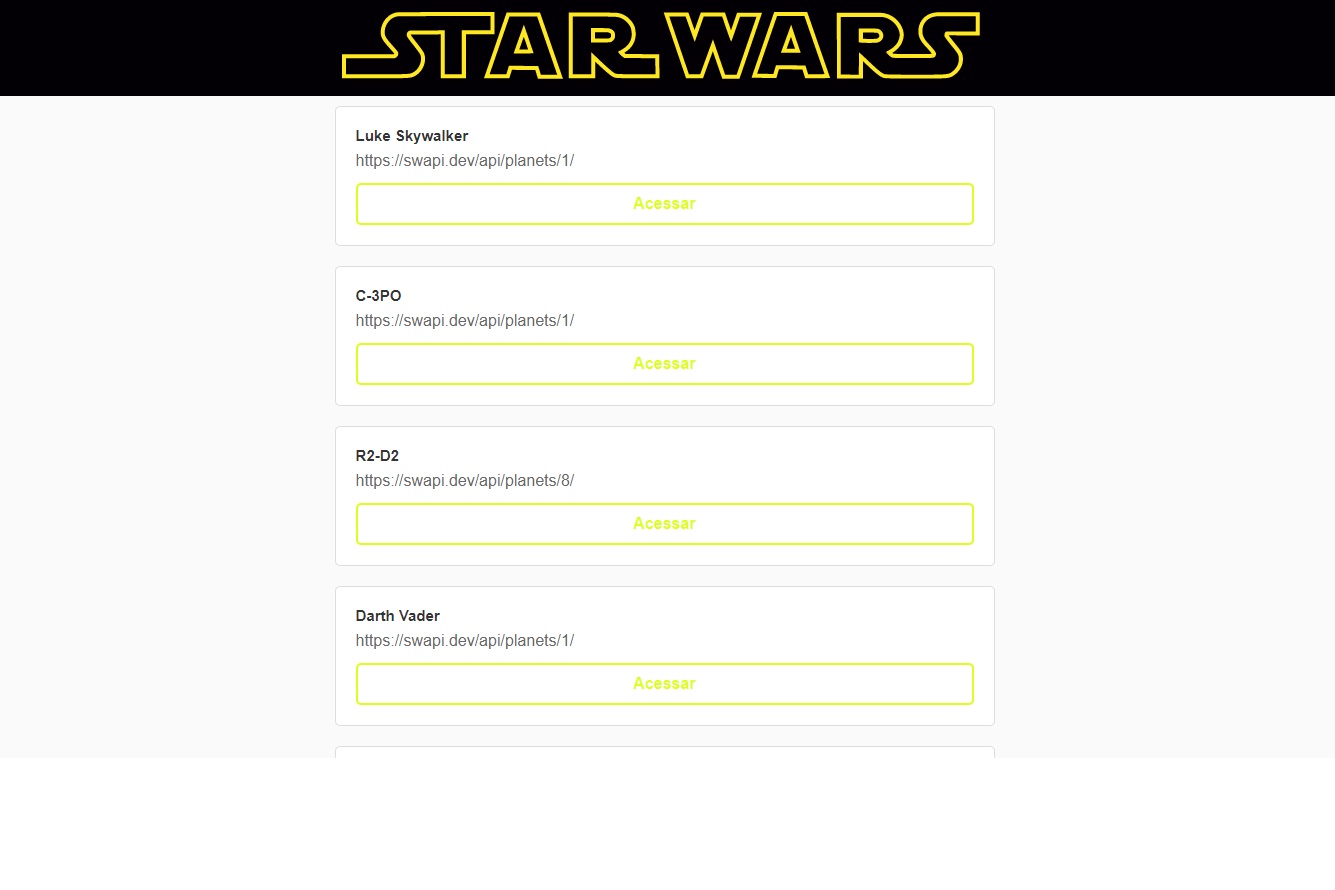 STAR WARS
Luke Skywalker
https://swapi.dev/api/planets/1/
Acessar
C-3PO
https://swapi.dev/api/planets/1/
Acessar
R2-D2
https://swapi.dev/api/planets/8/
Acessar
Darth Vader
https://swapi.dev/api/planets/1/
Acessar